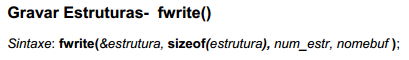 Gravar Estruturas- fwrite()
Sintaxe: fwrite(&estrutura, sizeof(estrutura), num_estr, nomebuf );